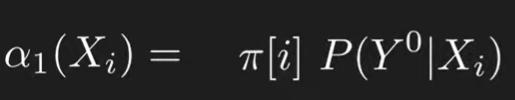 α₁(Xᵢ) = π[i] P(Y⁰|Xᵢ)